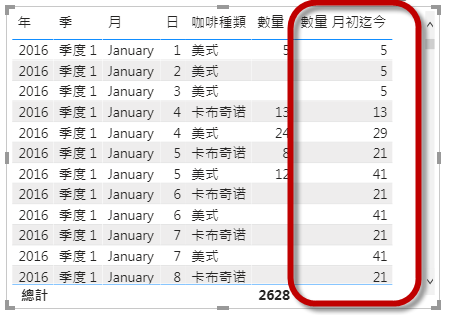 年 季 月 日 咖啡種類 數量 數量 月初迄今
2016 季度 1 January 1 美式 5 5
2016 季度 1 January 2 美式 5
2016 季度 1 January 3 美式 5
2016 季度 1 January 4 卡布奇诺 13 13
2016 季度 1 January 4 美式 24 29
2016 季度 1 January 5 卡布奇诺 8 21
2016 季度 1 January 5 美式 12 41
2016 季度 1 January 6 卡布奇诺 21
2016 季度 1 January 6 美式 41
2016 季度 1 January 7 卡布奇诺 21
2016 季度 1 January 7 美式 41
2016 季度 1 January 8 卡布奇诺 21
總計 2628